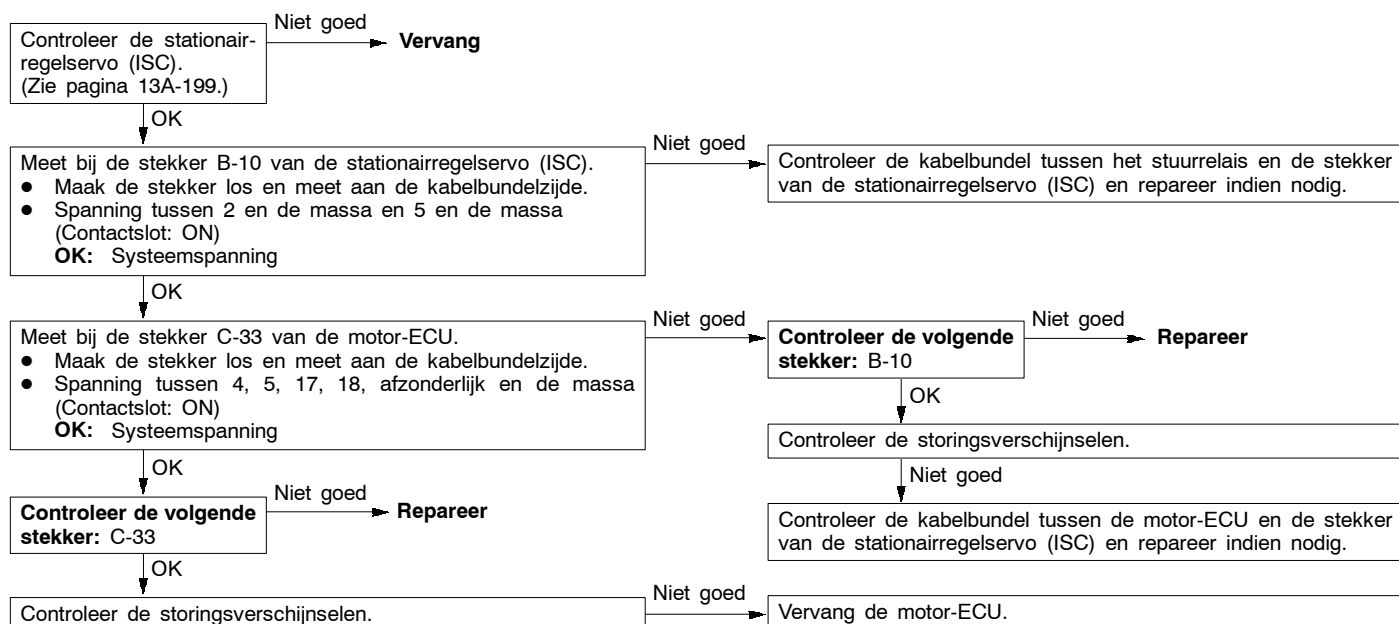 Niet goed
Controleer de stationair-
regelservo (ISC).
(Zie pagina 13A-199.)
Vervang
OK
Meet bij de stekker B-10 van de stationairregelservo (ISC).
● Maak de stekker los en meet aan de kabelbundelzijde.
● Spanning tussen 2 en de massa en 5 en de massa
(Contactslot: ON)
OK: Systeemspanning
Niet goed
Controleer de kabelbundel tussen het stuurrelais en de stekker
van de stationairregelservo (ISC) en repareer indien nodig.
OK
Meet bij de stekker C-33 van de motor-ECU.
● Maak de stekker los en meet aan de kabelbundelzijde.
● Spanning tussen 4, 5, 17, 18, afzonderlijk en de massa
(Contactslot: ON)
OK: Systeemspanning
Niet goed
Controleer de volgende
stekker: B-10
Niet goed
Repareer
OK
Controleer de storingsverschijnselen.
Niet goed
Controleer de kabelbundel tussen de motor-ECU en de stekker
van de stationairregelservo (ISC) en repareer indien nodig.
OK
Controleer de volgende
stekker: C-33
Niet goed
Repareer
OK
Controleer de storingsverschijnselen.
Niet goed
Vervang de motor-ECU.